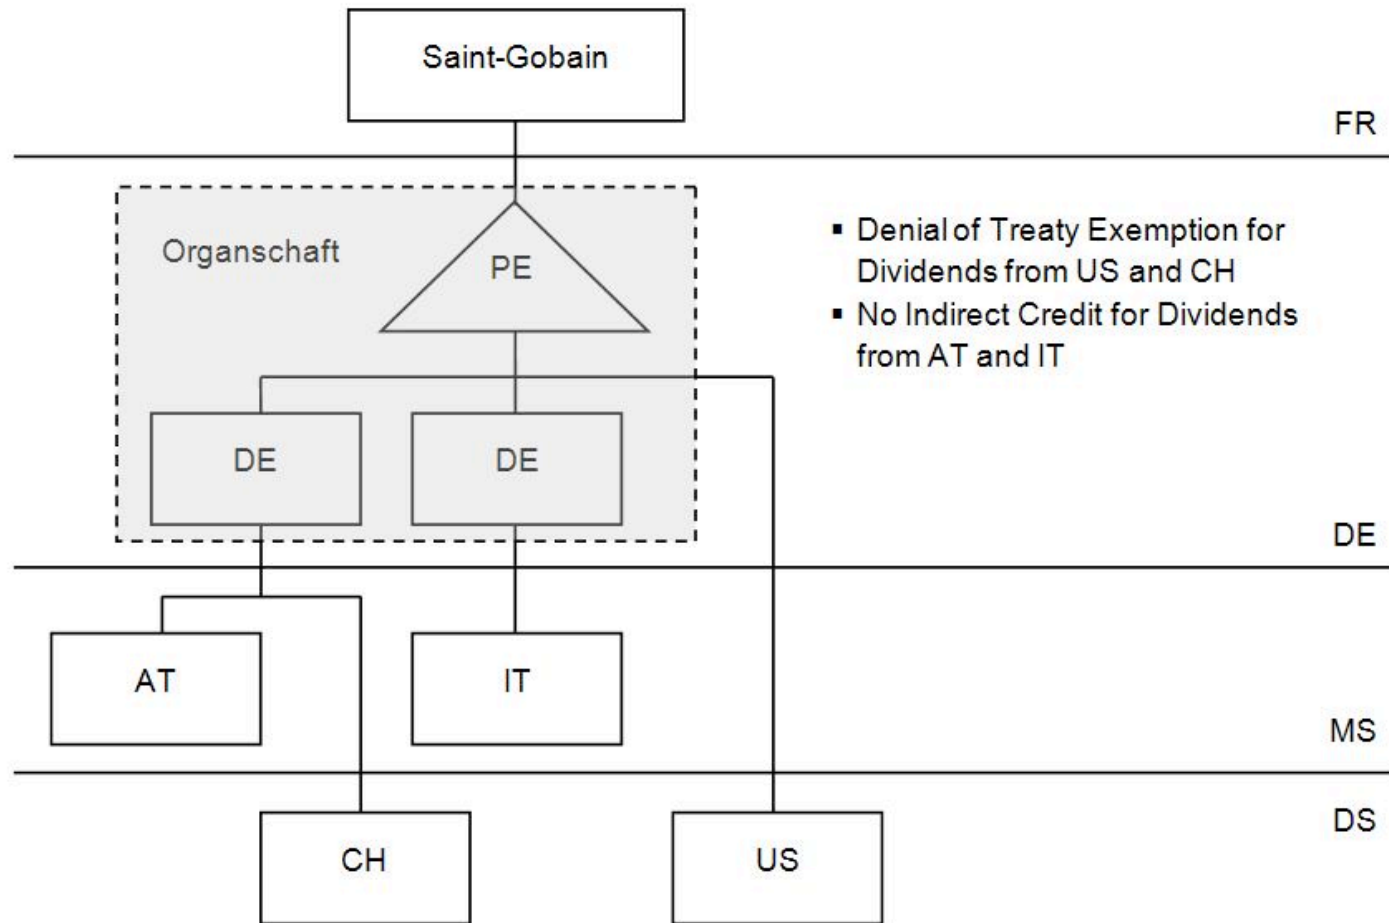 Saint-Gobain
FR
Organschaft
PE
▪ Denial of Treaty Exemption for
Dividends from US and CH
▪ No Indirect Credit for Dividends
from AT and IT
DE
DE
DE
AT
IT
MS
CH
US
DS